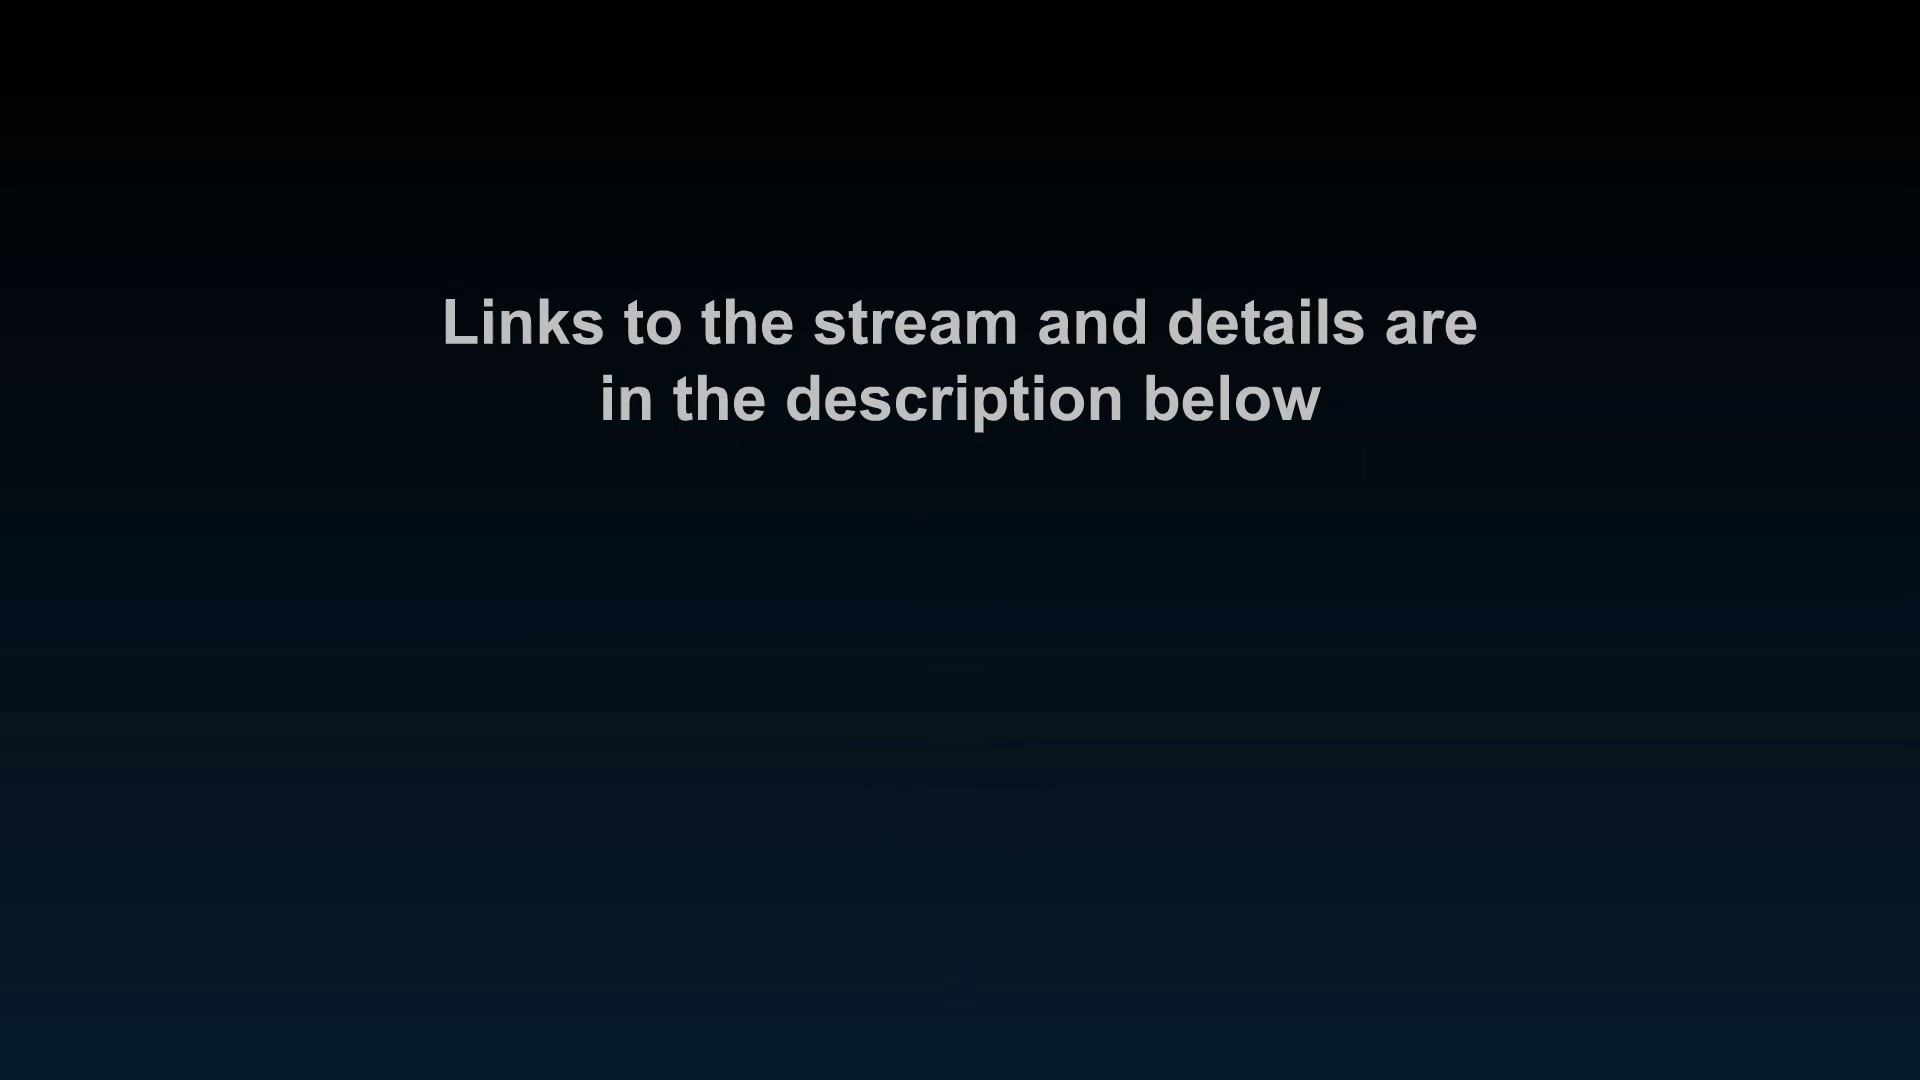 Links to the stream and details are
in the description below